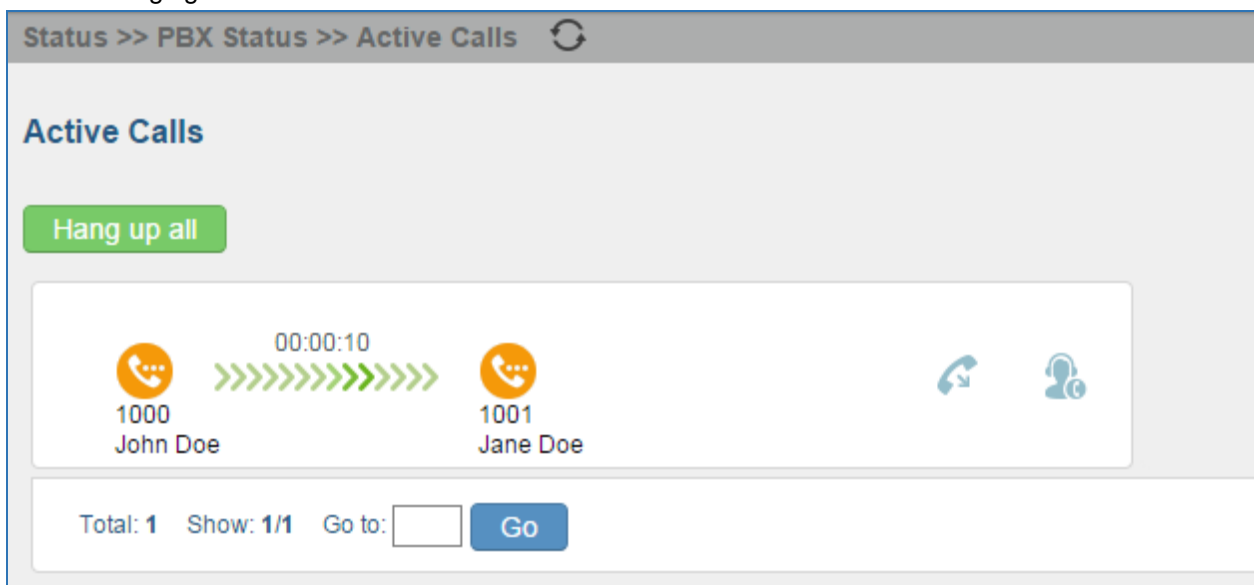 Status >> PBX Status >> Active Calls
Active Calls
Hang up all
00:00:10
1000 1001
John Doe Jane Doe
Total: 1 Show: 1/1 Go to: Go